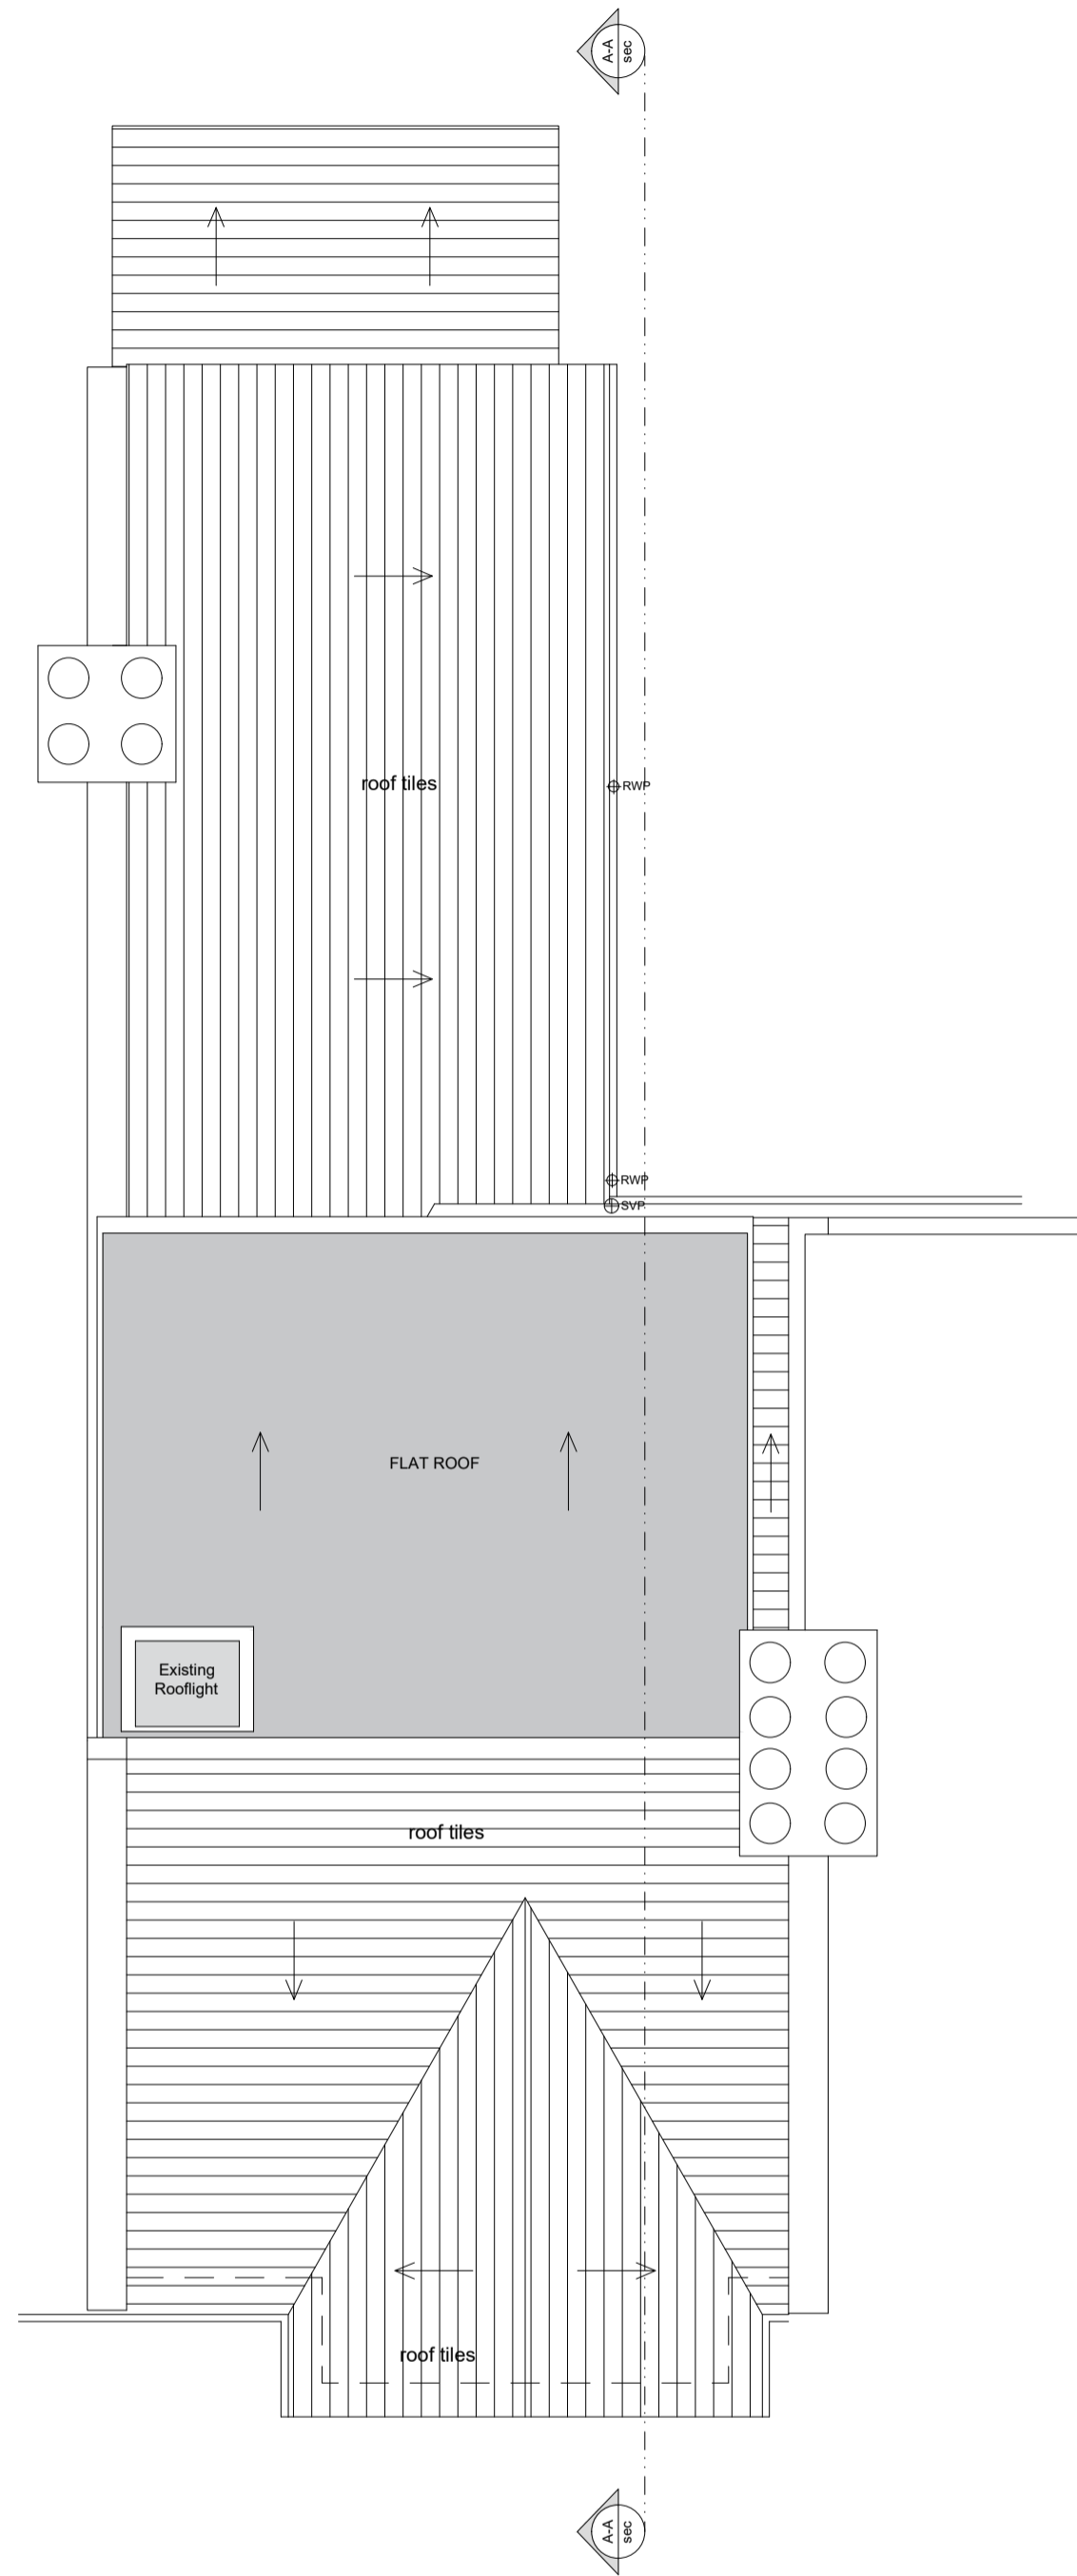 A-A
sec
roof tiles
RWP
RWP
SVP
FLAT ROOF
Existing
Rooflight
roof tiles
roof tiles
A-A
sec